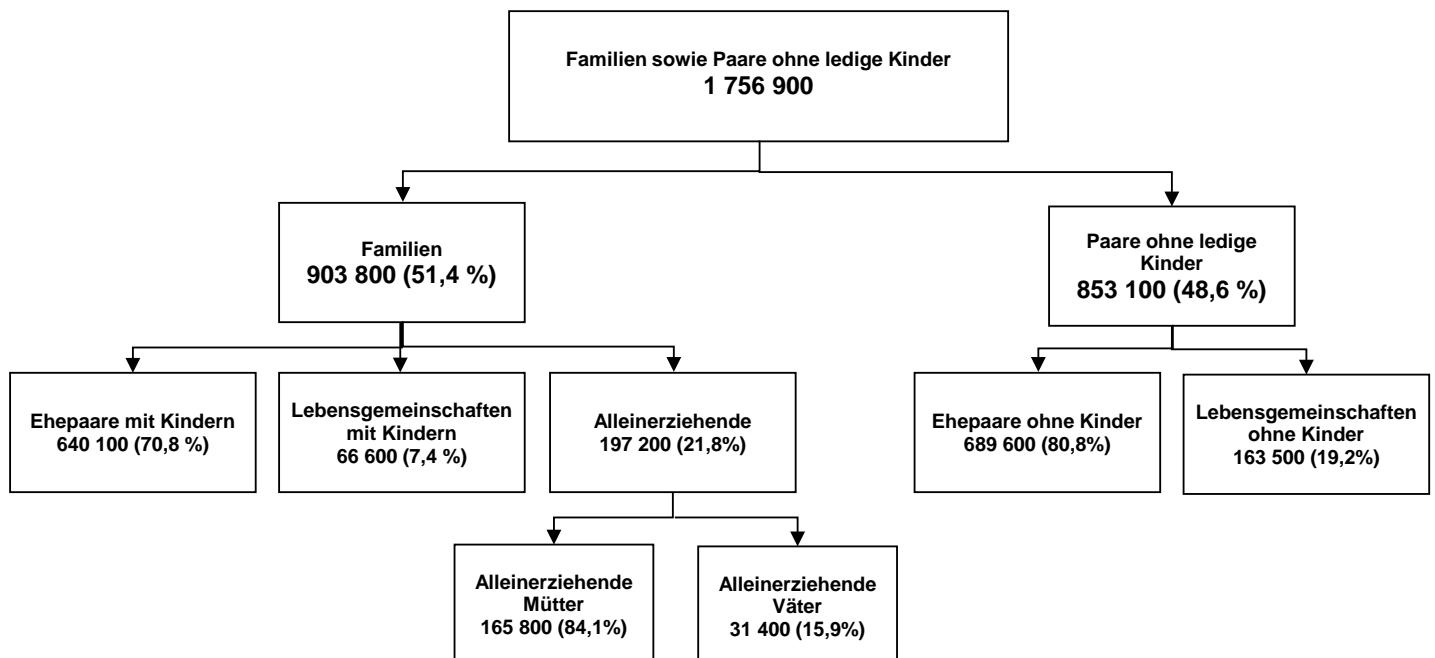 Familien sowie Paare ohne ledige Kinder
1 756 900
Familien
903 800 (51,4 %)
Paare ohne ledige
Kinder
853 100 (48,6 %)
Ehepaare mit Kindern
640 100 (70,8 %)
Lebensgemeinschaften
mit Kindern
66 600 (7,4 %)
Alleinerziehende
197 200 (21,8%)
Ehepaare ohne Kinder
689 600 (80,8%)
Lebensgemeinschaften
ohne Kinder
163 500 (19,2%)
Alleinerziehende
Mütter
165 800 (84,1%)
Alleinerziehende
Väter
31 400 (15,9%)